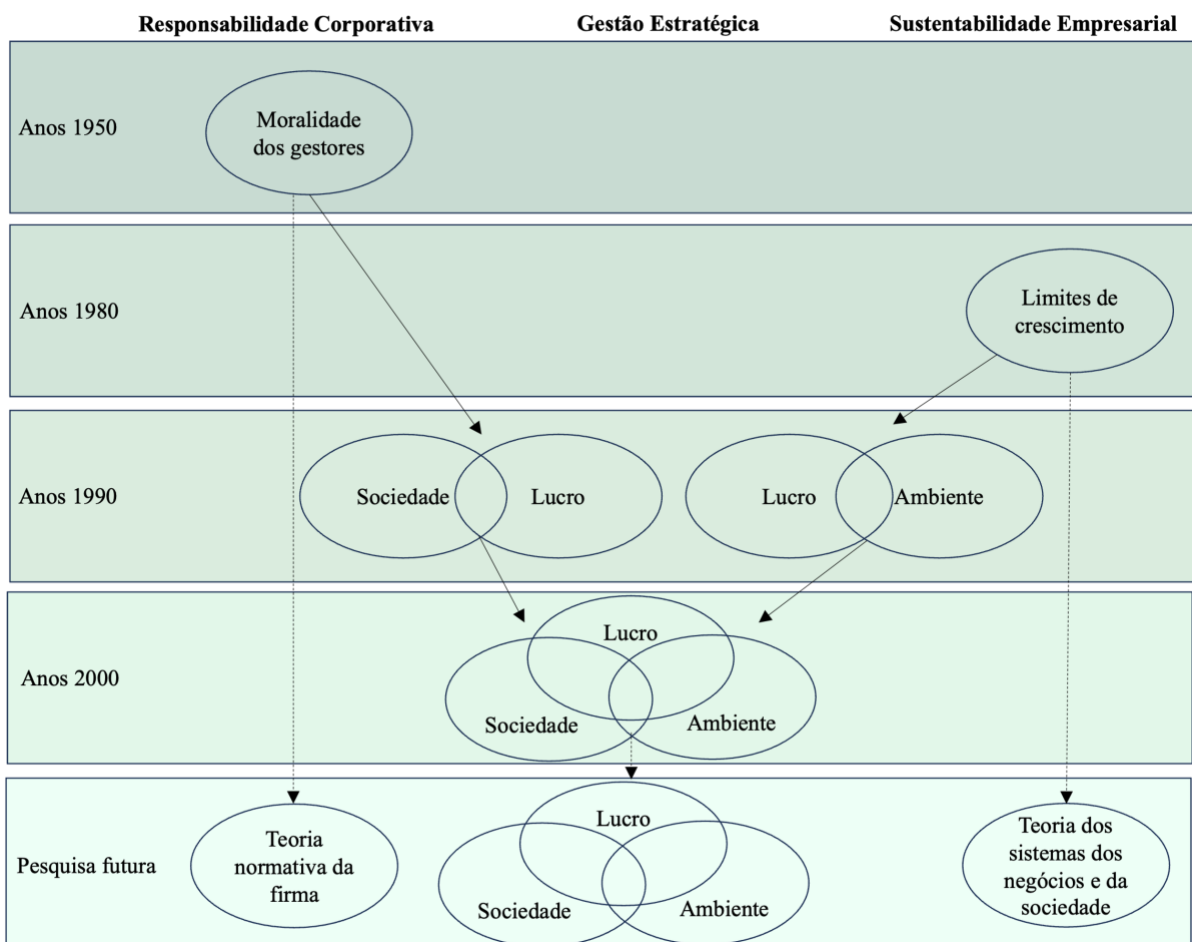 Responsabilidade Corporativa
Gestão Estratégica
Sustentabilidade Empresarial
Anos 1950
Moralidade
dos gestores
Anos 1980
Limites de
crescimento
Anos 1990
Sociedade
Lucro
Lucro
Ambiente
Anos 2000
Lucro
Sociedade
Ambiente
Pesquisa futura
Teoria
normativa da
firma
Lucro
Sociedade
Ambiente
Teoria dos
sistemas dos
negócios e da
sociedade